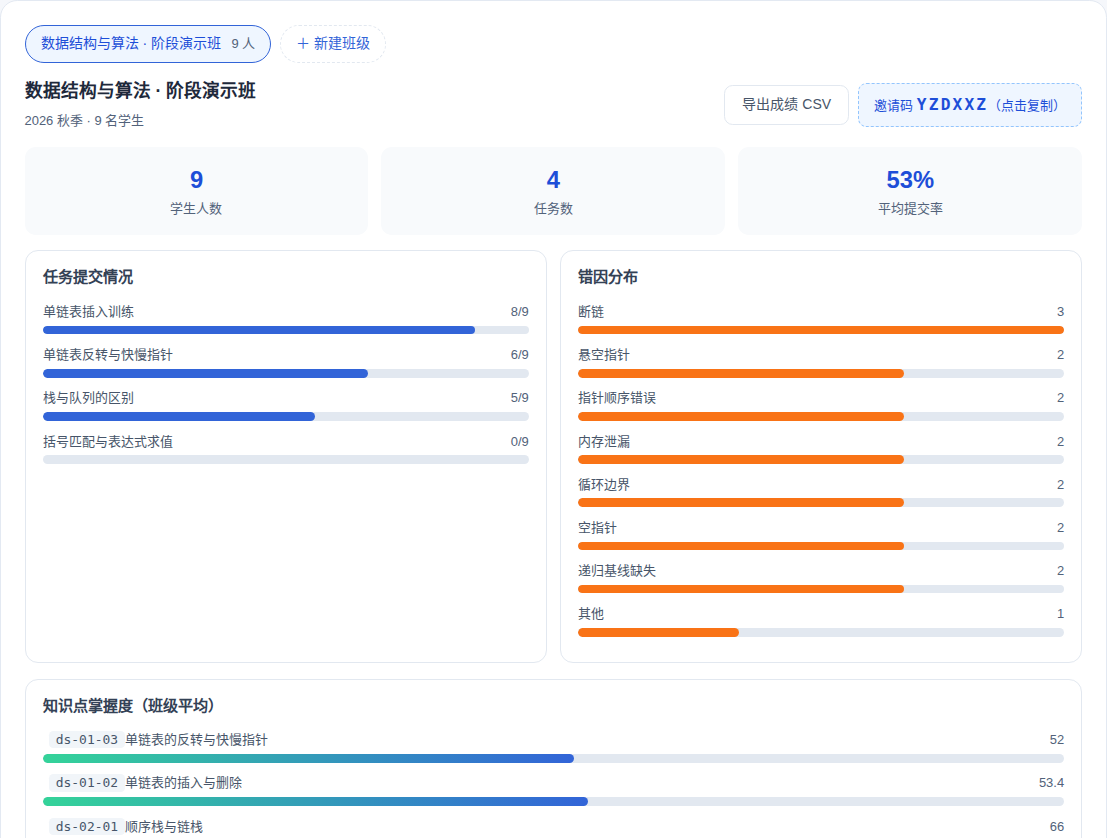 数据结构与算法 · 阶段演示班 9 人
＋ 新建班级
数据结构与算法 · 阶段演示班
2026 秋季 · 9 名学生
导出成绩 CSV
邀请码 YZDXXZ（点击复制）
9
学生人数
4
任务数
53%
平均提交率
任务提交情况
单链表插入训练 8/9
单链表反转与快慢指针 6/9
栈与队列的区别 5/9
括号匹配与表达式求值 0/9
错因分布
断链 3
悬空指针 2
指针顺序错误 2
内存泄漏 2
循环边界 2
空指针 2
递归基线缺失 2
其他 1
知识点掌握度（班级平均）
ds-01-03 单链表的反转与快慢指针 52
ds-01-02 单链表的插入与删除 53.4
ds-02-01 顺序栈与链栈 66